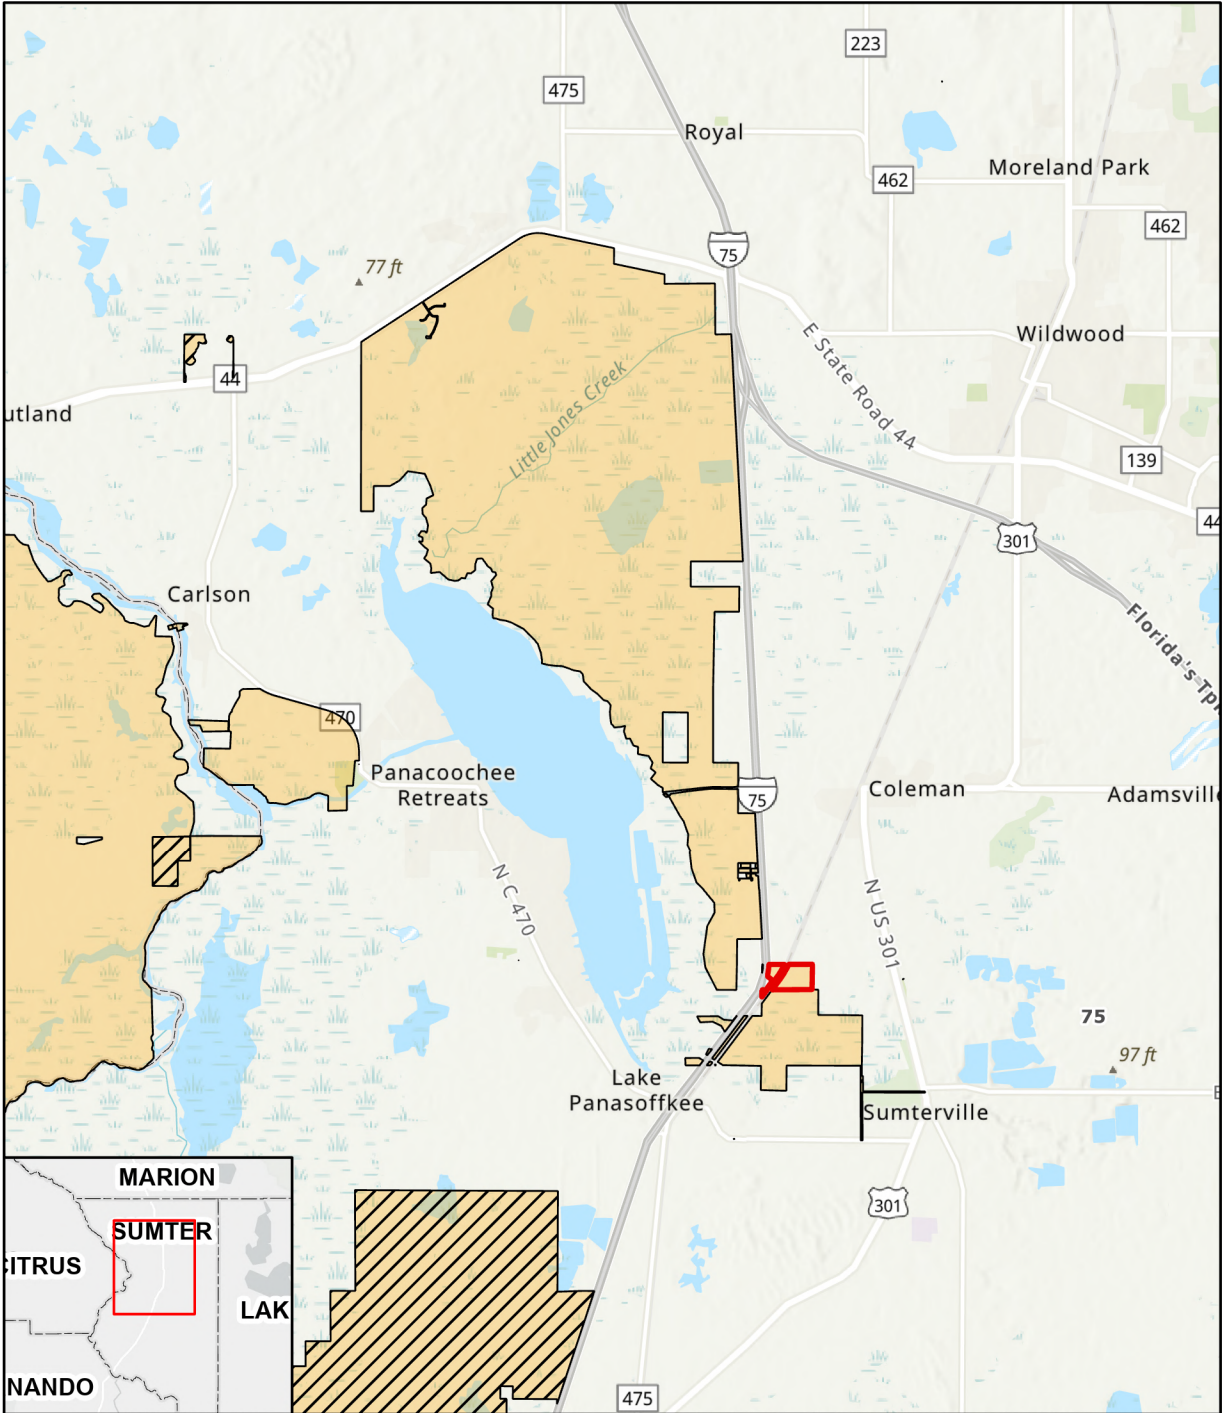 223
475
Royal
Moreland Park
462
462
75
77 ft
E State Road 44
Wildwood
44
utland
Little Jones Creek
139
44
301
Carlson
Florida's Tpk
470
Panacoochee
Retreats
75
Coleman
Adamsville
N C 470
N US 301
75
97 ft
Lake
Panasoffkee
Sumterville
E
301
475
MARION
SUMTER
CITRUS
LAK
NANDO